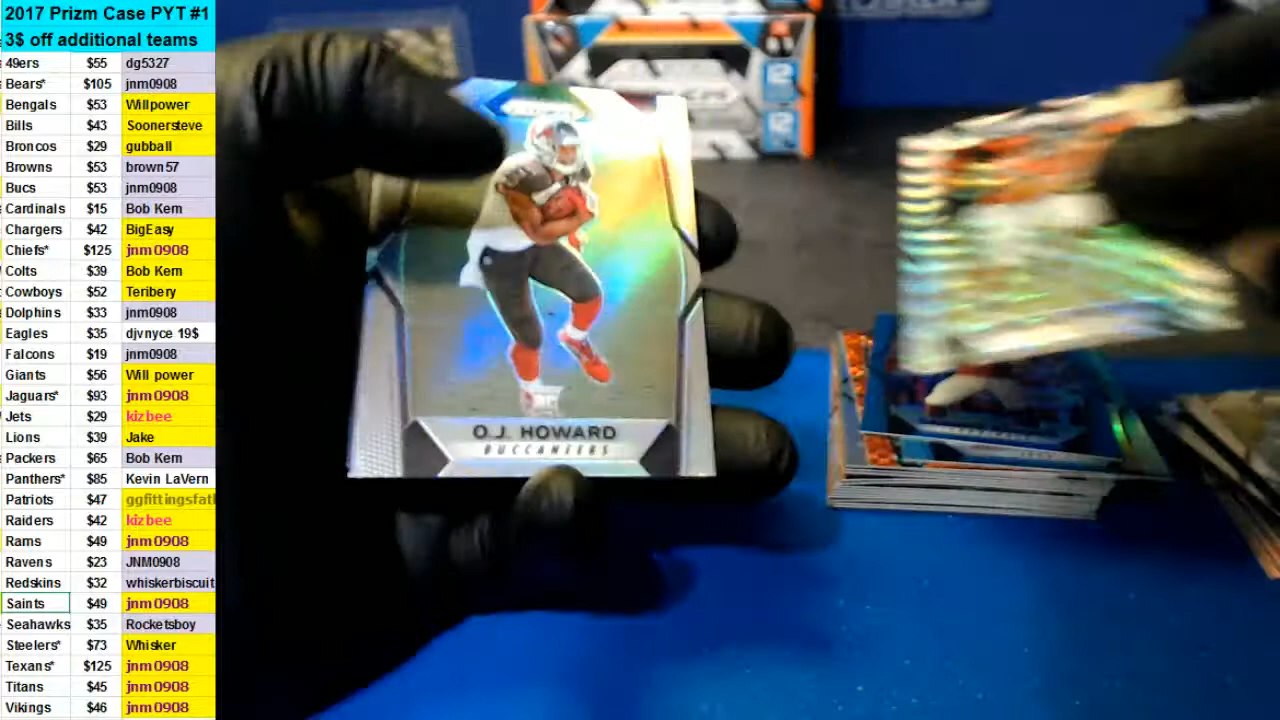 2017 Prizm Case PYT #1
3$ off additional teams
49ers $55 dg5327
Bears* $105 jnm0908
Bengals $53 Willpower
Bills $43 Soonersteve
Broncos $29 gubball
Browns $53 brown57
Bucs $53 jnm0908
Cardinals $15 Bob Kem
Chargers $42 BigEasy
Chiefs* $125 jnm0908
Colts $39 Bob Kem
Cowboys $52 Teribery
Dolphins $33 jnm0908
Eagles $35 djvnyce 19$
Falcons $19 jnm0908
Giants $56 Will power
Jaguars* $93 jnm0908
Jets $29 kizbee
Lions $39 Jake
Packers $65 Bob Kem
Panthers* $85 Kevin LaVern
Patriots $47 ggfittingsfatl
Raiders $42 kizbee
Rams $49 jnm0908
Ravens $23 JNM0908
Redskins $32 whiskerbiscuit
Saints $49 jnm0908
Seahawks $35 Rocketsboy
Steelers* $73 Whisker
Texans* $125 jnm0908
Titans $45 jnm0908
Vikings $46 jnm0908
O.J. HOWARD
BUCCANEERS